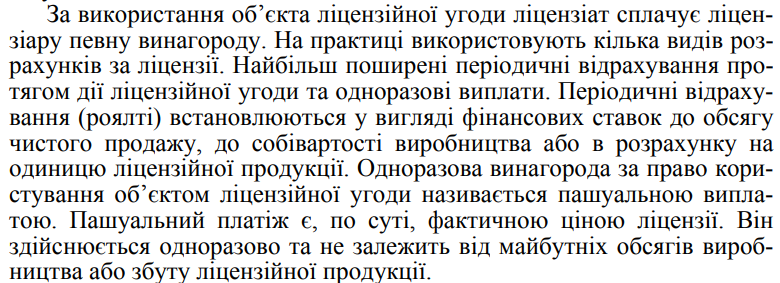 За використання об’єкта ліцензійної угоди ліцензіат сплачує ліцен-
зіару певну винагороду. На практиці використовують кілька видів роз-
рахунків за ліцензії. Найбільш поширені періодичні відрахування про-
тягом дії ліцензійної угоди та одноразові виплати. Періодичні відраху-
вання (роялті) встановлюються у вигляді фінансових ставок до обсягу
чистого продажу, до собівартості виробництва або в розрахунку на
одиницю ліцензійної продукції. Одноразова винагорода за право кори-
стування об’єктом ліцензійної угоди називається пашуальною випла-
тою. Пашуальний платіж є, по суті, фактичною ціною ліцензії. Він
здійснюється одноразово та не залежить від майбутніх обсягів вироб-
ництва або збуту ліцензійної продукції.